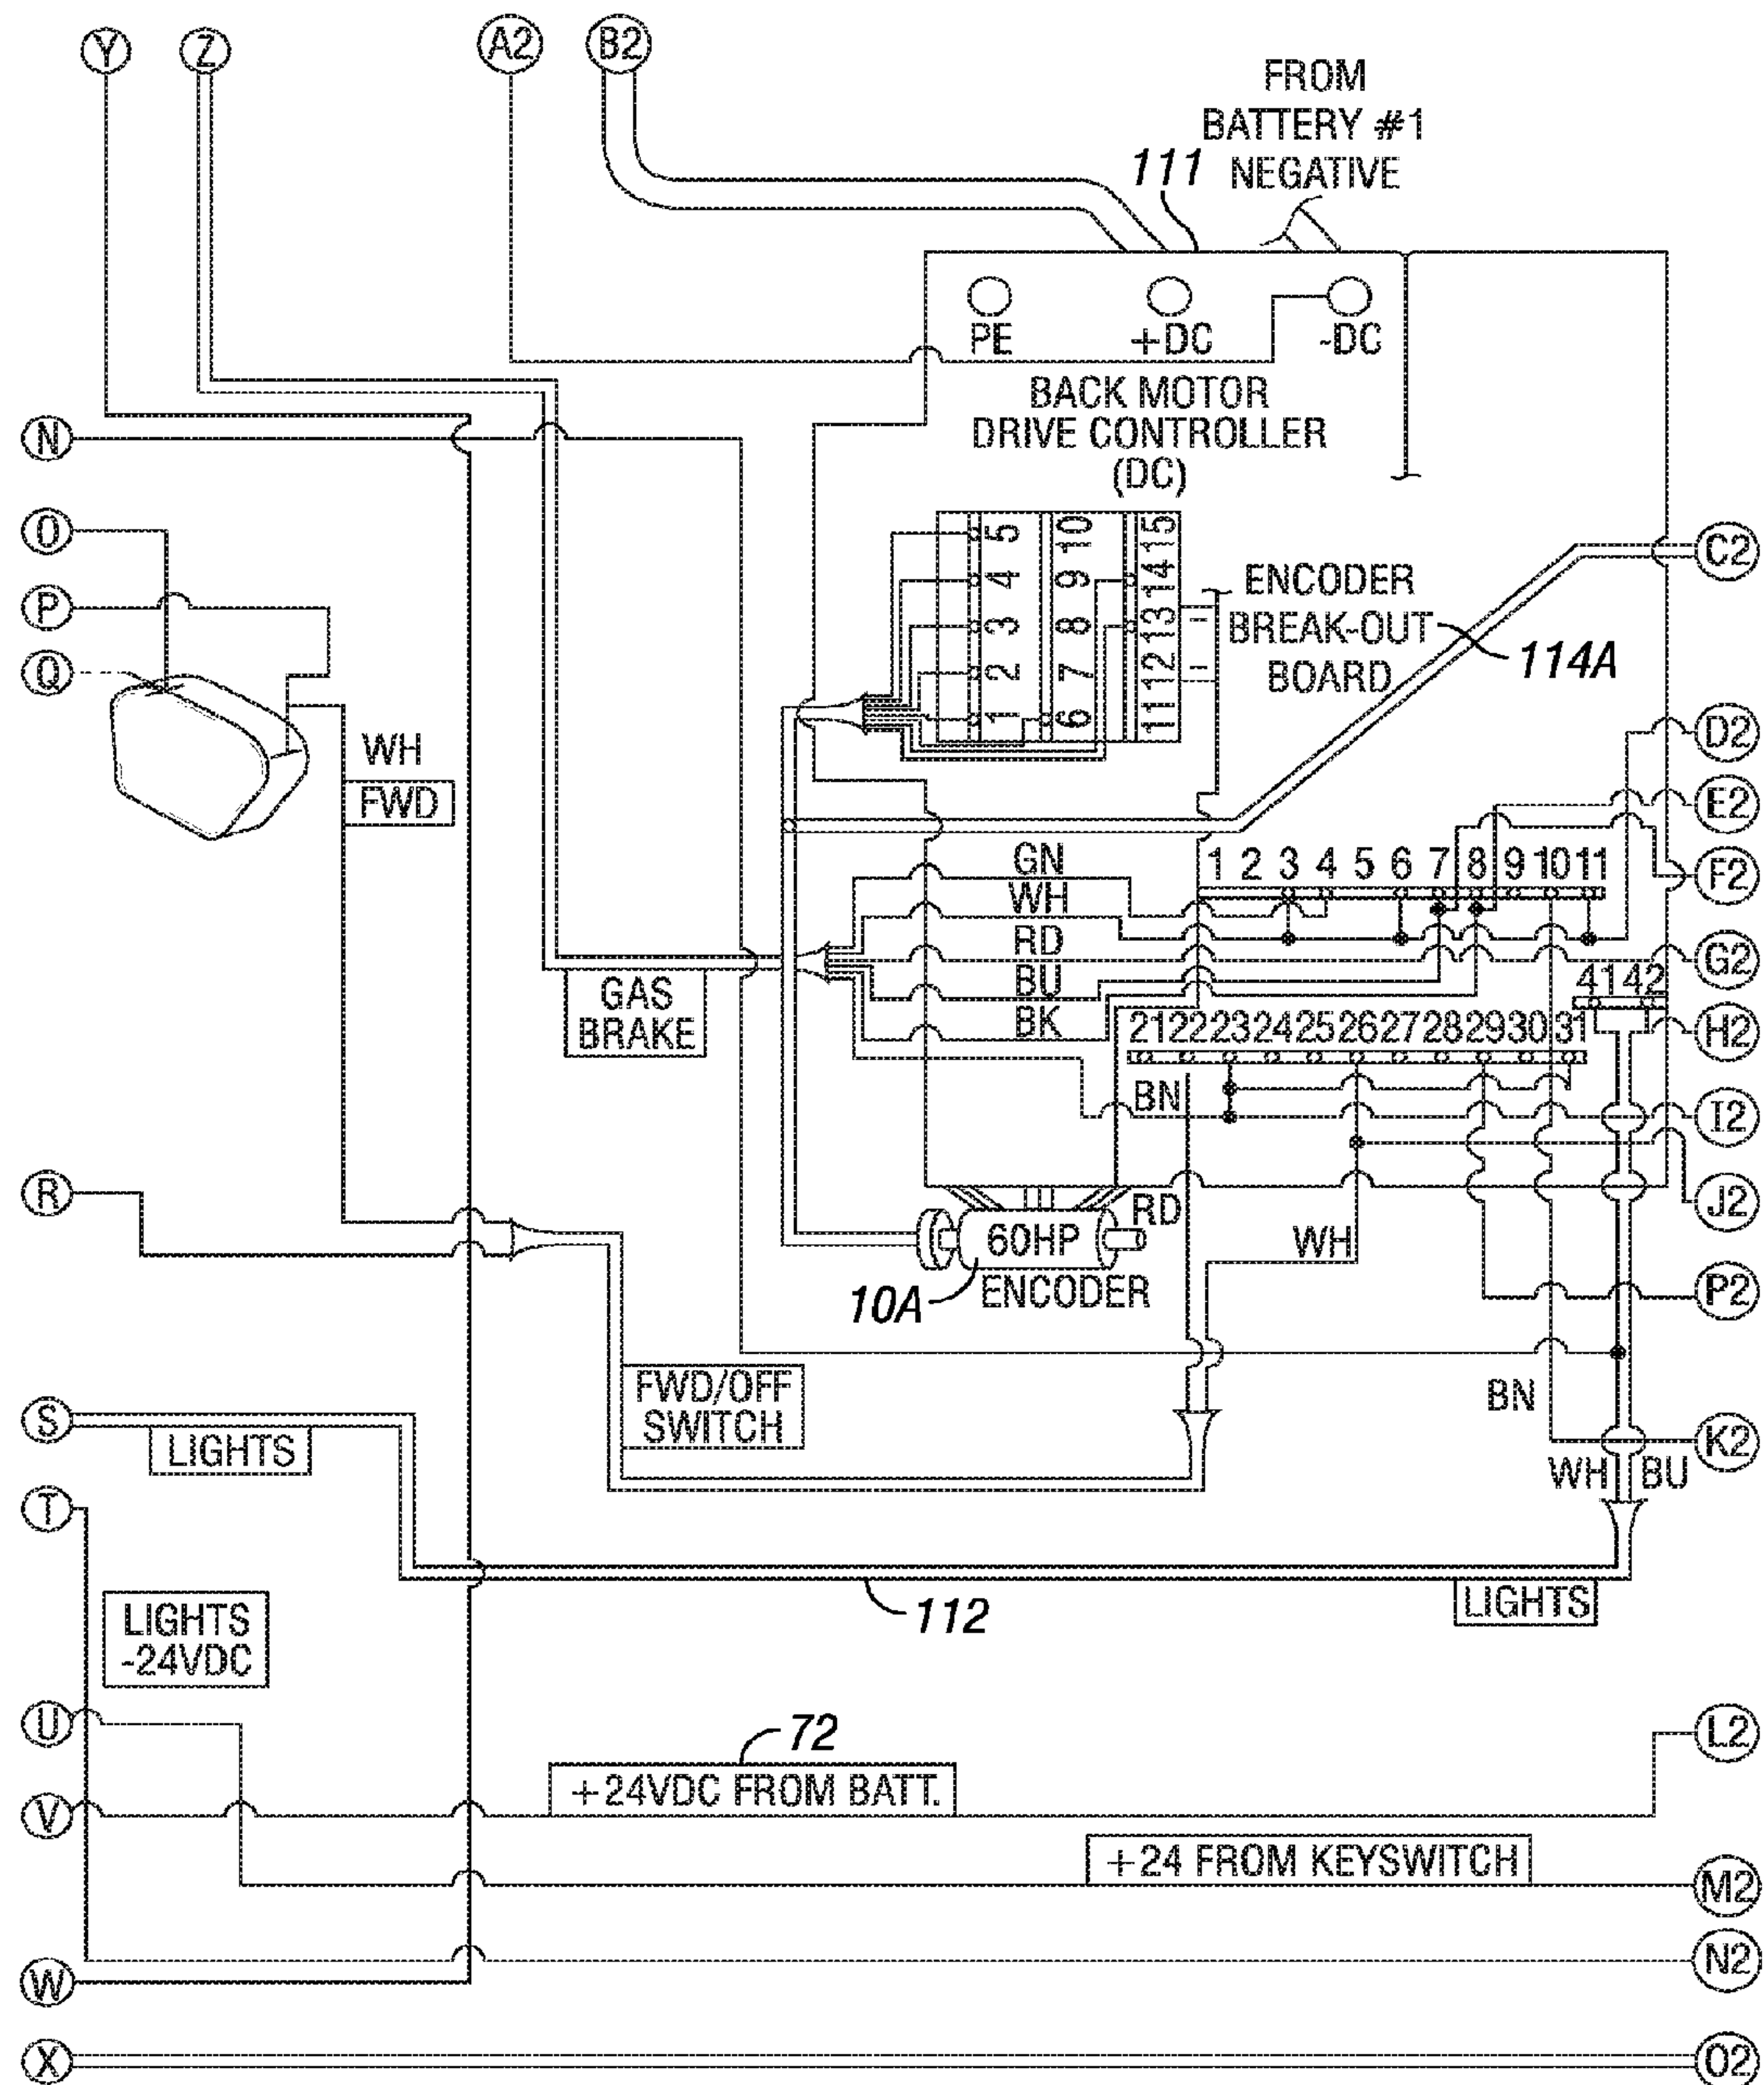 Y
Z
A2
B2
FROM
BATTERY #1
NEGATIVE
111
PE
+DC
-DC
BACK MOTOR
DRIVE CONTROLLER
(DC)
N
O
P
Q
5 10 15
4 9 14
3 8 13
2 7 12
1 6 11
ENCODER
BREAK-OUT
BOARD
114A
C2
D2
E2
F2
G2
H2
I2
J2
P2
K2
WH
FWD
GN
WH
RD
BU
BK
1 2 3 4 5 6 7 8 9 10 11
41 42
21 22 23 24 25 26 27 28 29 30 31
GAS
BRAKE
BN
R
RD
60HP
ENCODER
10A
WH
FWD/OFF
SWITCH
BN
WH
BU
S
LIGHTS
T
112
LIGHTS
LIGHTS
-24VDC
U
72
+24VDC FROM BATT.
L2
V
+24 FROM KEYSWITCH
M2
N2
W
X
O2